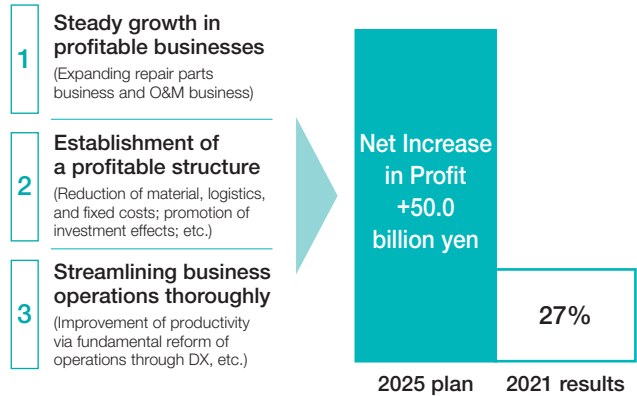 1
Steady growth in
profitable businesses
(Expanding repair parts
business and O&M business)
2
Establishment of
a profitable structure
(Reduction of material, logistics,
and fixed costs; promotion of
investment effects; etc.)
3
Streamlining business
operations thoroughly
(Improvement of productivity
via fundamental reform of
operations through DX, etc.)
Net Increase
in Profit
+50.0
billion yen
27%
2025 plan
2021 results